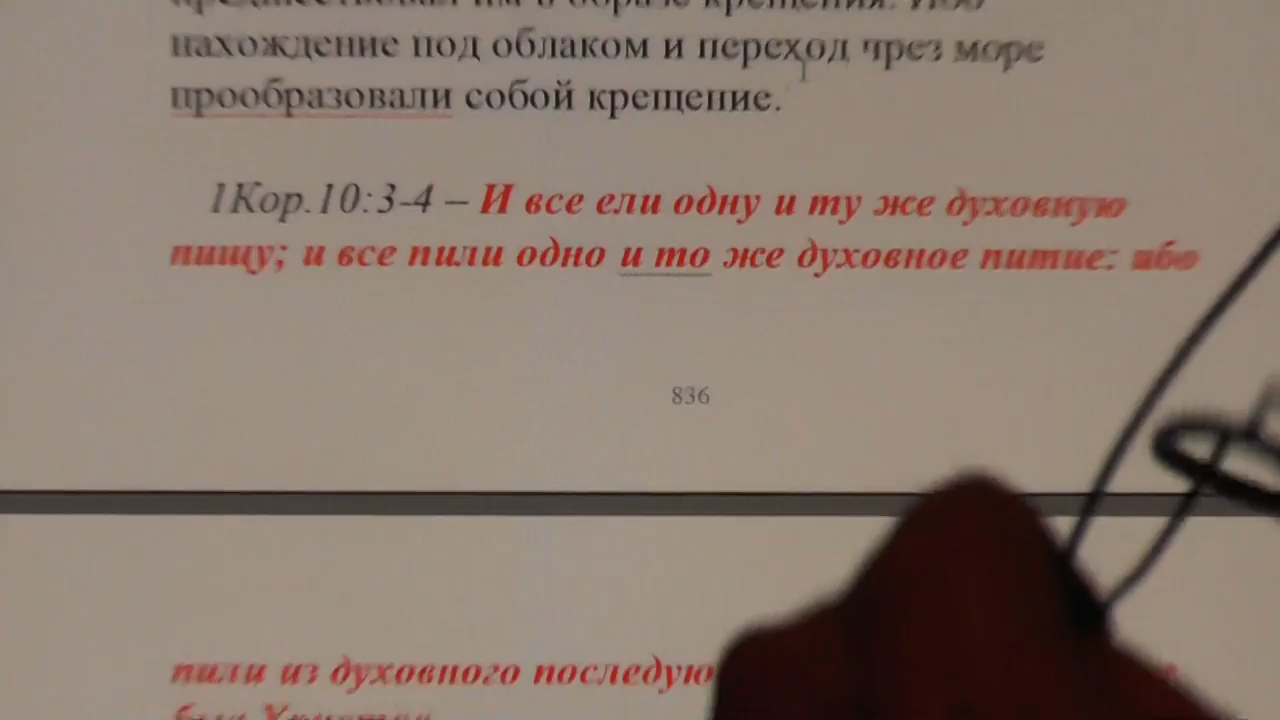 нахождение под облаком и переход чрез море
прообразовали собой крещение.
1Кор.10:3-4 – И все ели одну и ту же духовную
пищу; и все пили одно и то же духовное питие: ибо
836
пили из духовного